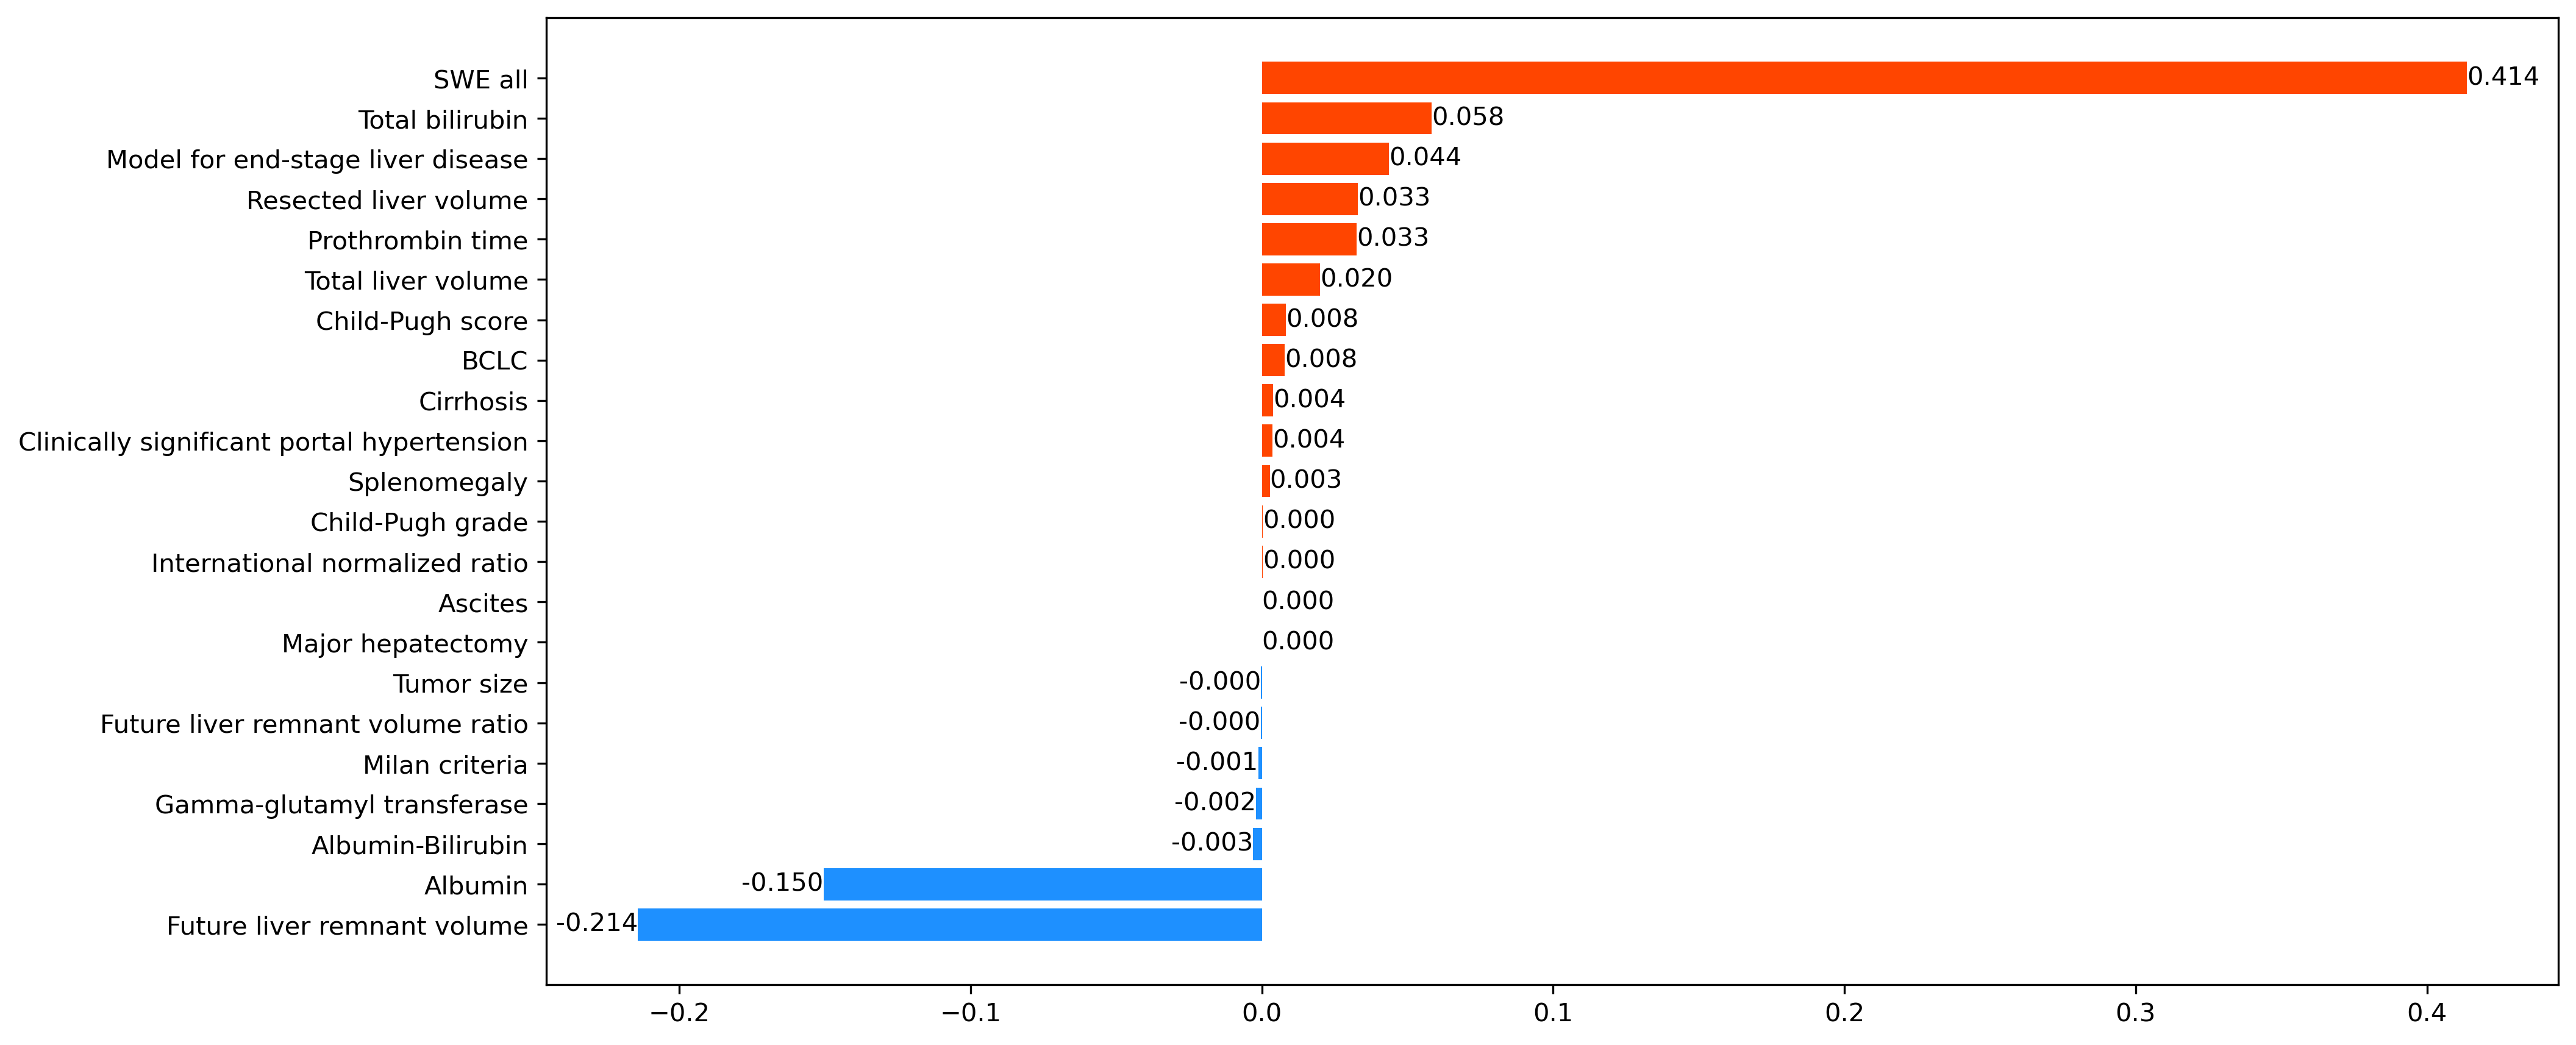 SWE all 0.414
Total bilirubin 0.058
Model for end-stage liver disease 0.044
Resected liver volume 0.033
Prothrombin time 0.033
Total liver volume 0.020
Child-Pugh score 0.008
BCLC 0.008
Cirrhosis 0.004
Clinically significant portal hypertension 0.004
Splenomegaly 0.003
Child-Pugh grade 0.000
International normalized ratio 0.000
Ascites 0.000
Major hepatectomy 0.000
Tumor size -0.000
Future liver remnant volume ratio -0.000
Milan criteria -0.001
Gamma-glutamyl transferase -0.002
Albumin-Bilirubin -0.003
Albumin -0.150
Future liver remnant volume -0.214
−0.2 −0.1 0.0 0.1 0.2 0.3 0.4